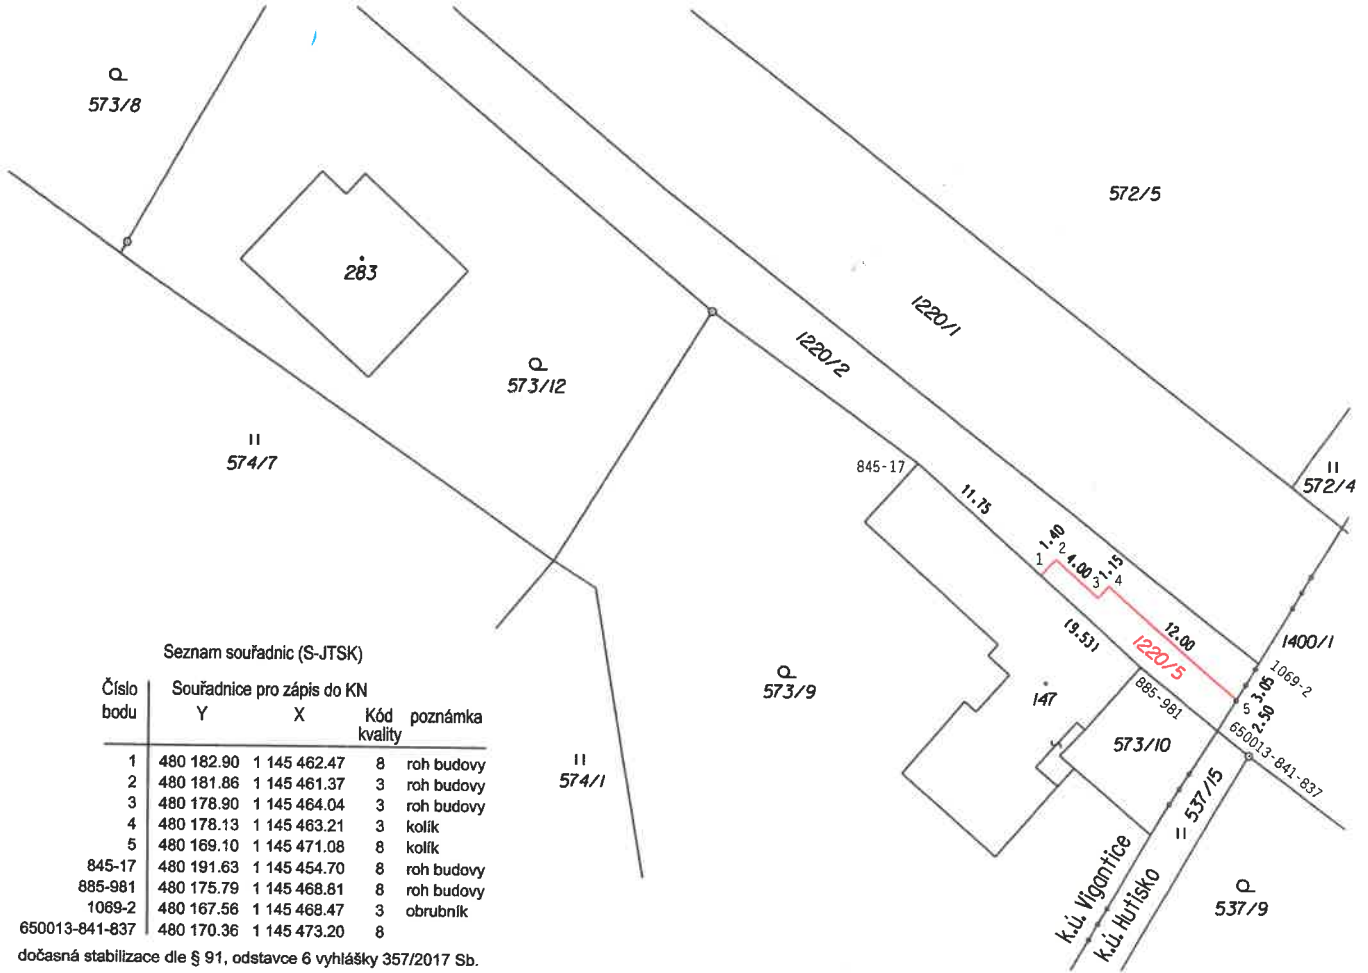 573/8
572/5
283
1220/1
1220/2
573/12
574/7
572/4
845-17
11.75
1.40
2
4.00
1.15
1
3
4
12.00
(9.53)
1220/5
1400/1
1069-2
3.05
5
2.50
885-981
650013-841-837
573/9
147
573/10
574/1
537/15
k.ú. Vigantice
k.ú. Hutisko
537/9
Seznam souřadnic (S-JTSK)
Číslo bodu Souřadnice pro zápis do KN
Y X Kód kvality poznámka
1 480 182.90 1 145 462.47 8 roh budovy
2 480 181.86 1 145 461.37 3 roh budovy
3 480 178.90 1 145 464.04 3 roh budovy
4 480 178.13 1 145 463.21 3 kolík
5 480 169.10 1 145 471.08 8 kolík
845-17 480 191.63 1 145 454.70 8 roh budovy
885-981 480 175.79 1 145 468.81 8 roh budovy
1069-2 480 167.56 1 145 468.47 3 obrubník
650013-841-837 480 170.36 1 145 473.20 8
dočasná stabilizace dle § 91, odstavce 6 vyhlášky 357/2017 Sb.